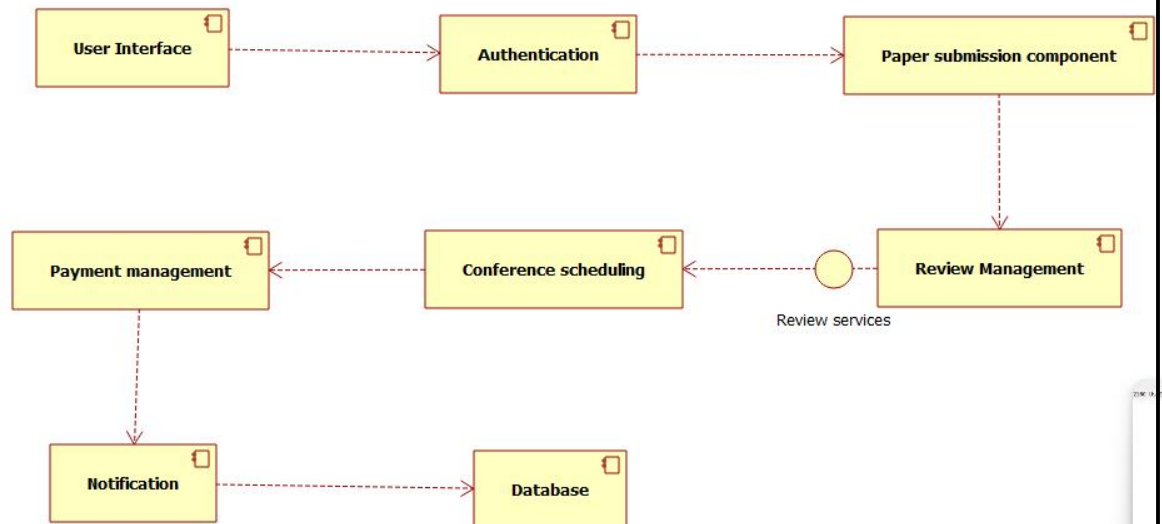 User Interface
Authentication
Paper submission component
Payment management
Conference scheduling
Review Management
Review services
Notification
Database